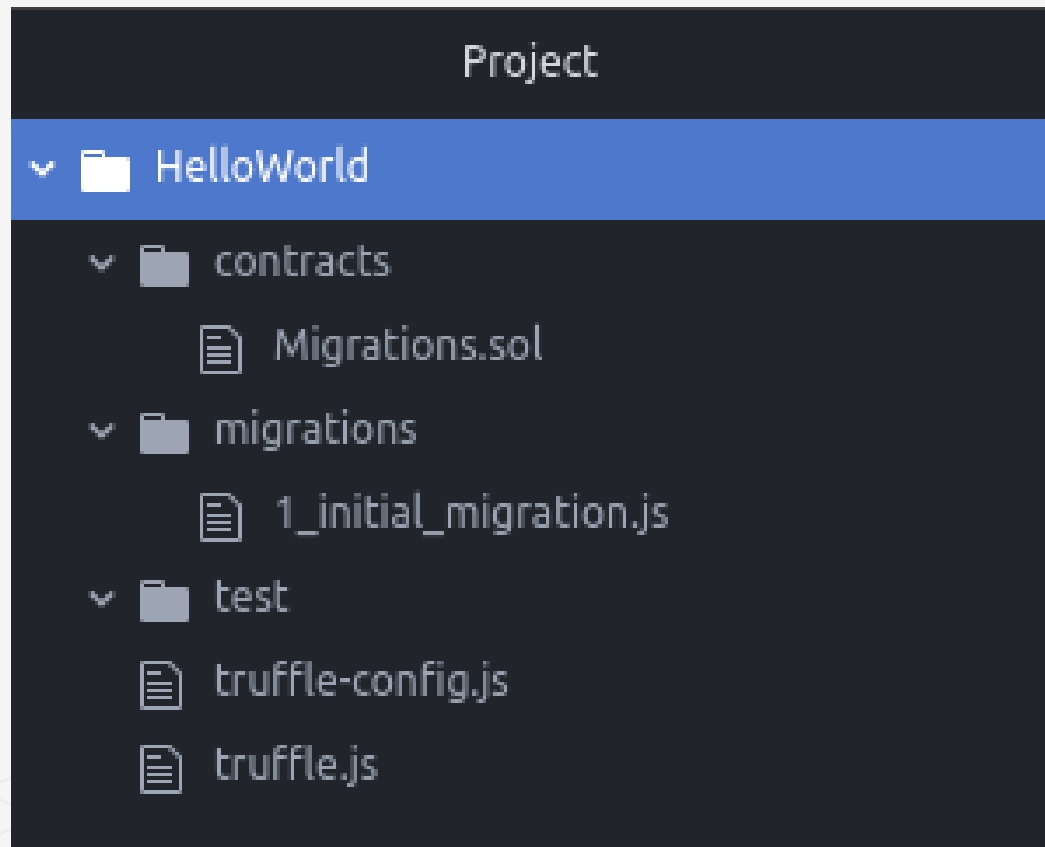 Project
HelloWorld
contracts
Migrations.sol
migrations
1_initial_migration.js
test
truffle-config.js
truffle.js